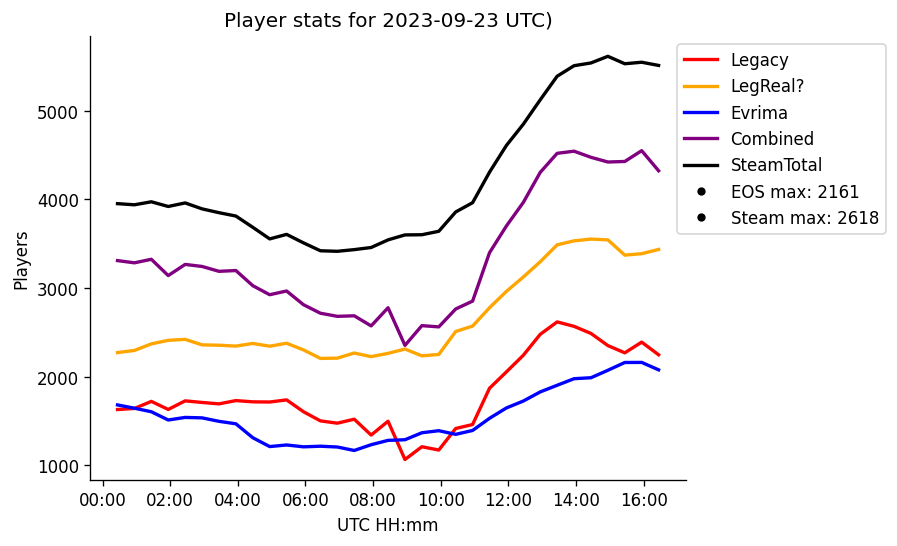 Player stats for 2023-09-23 UTC)
Legacy
LegReal?
Evrima
Combined
SteamTotal
EOS max: 2161
Steam max: 2618
Players
5000
4000
3000
2000
1000
00:00 02:00 04:00 06:00 08:00 10:00 12:00 14:00 16:00
UTC HH:mm